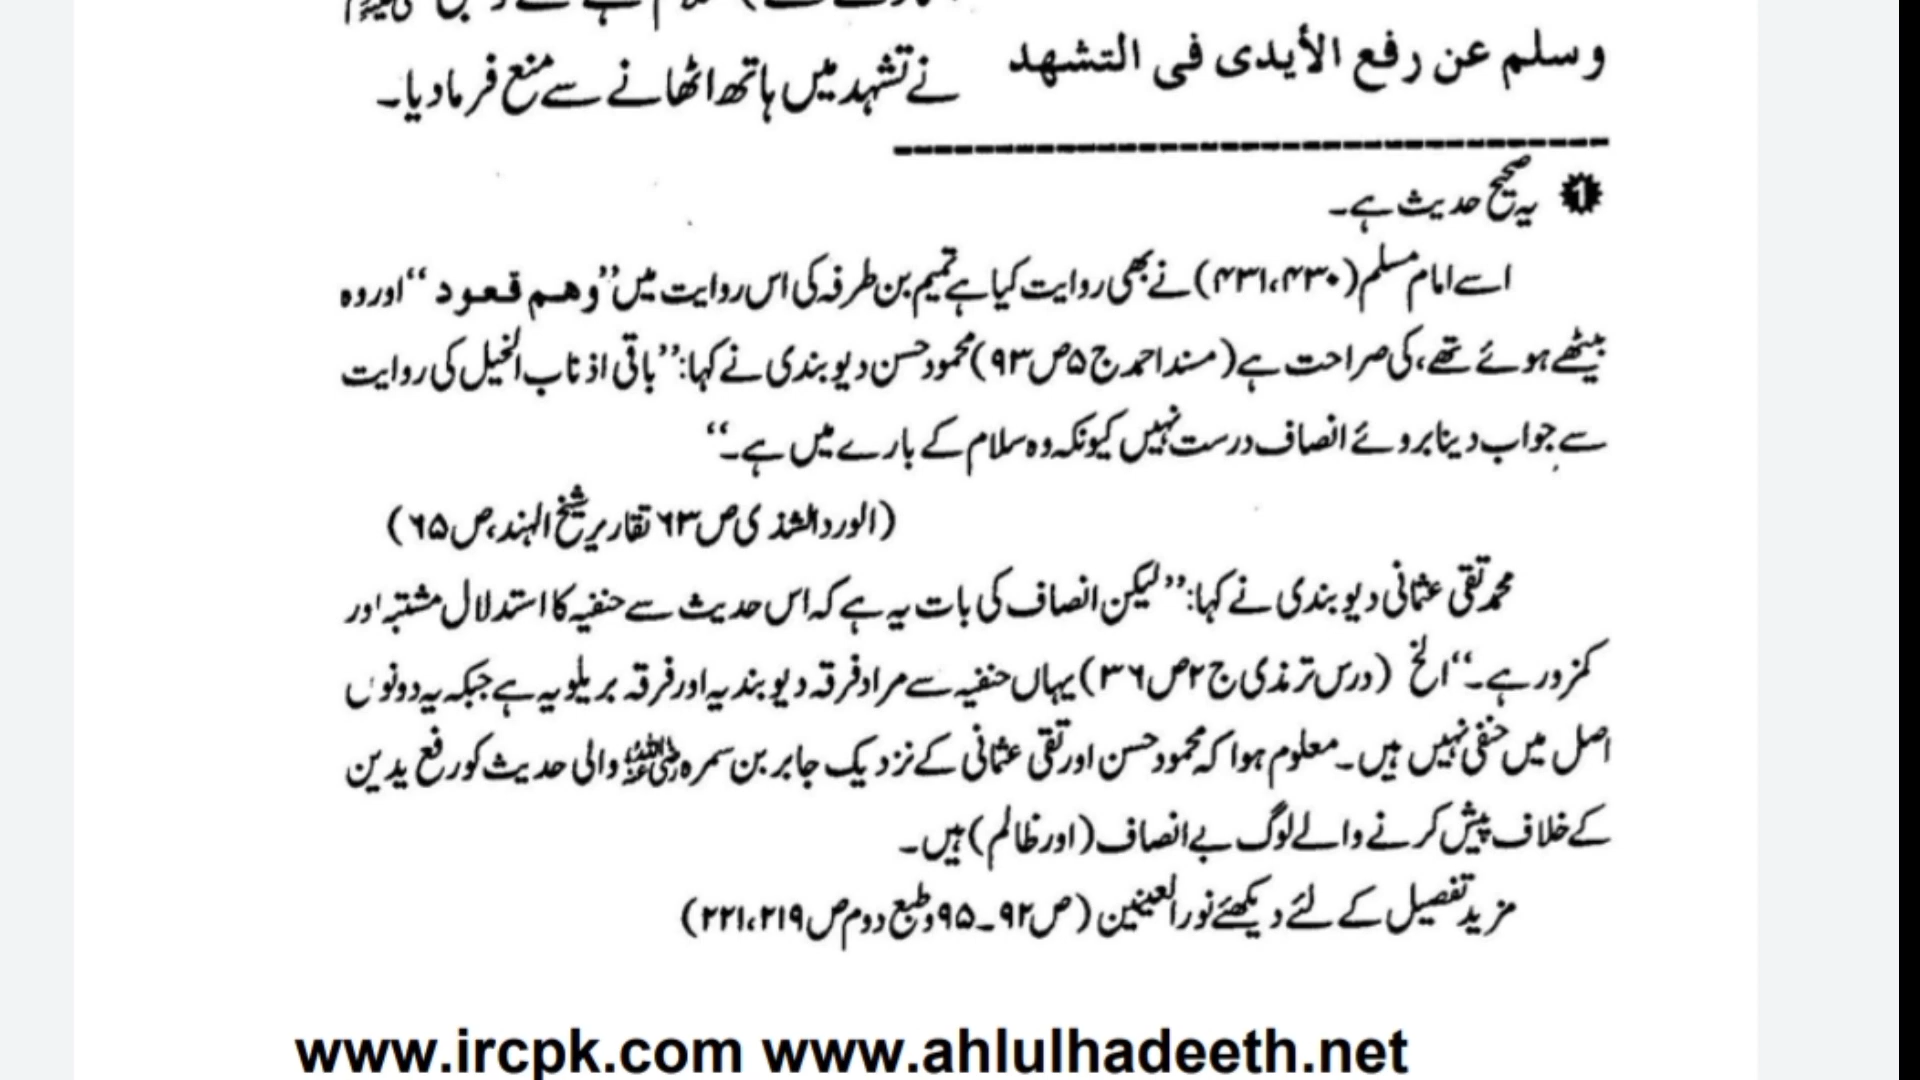 وسلم عن رفع الأيدى فى التشهد
نے تشہد میں ہاتھ اٹھانے سے منع فرما دیا۔
1 یہ صحیح حدیث ہے۔
اسے امام مسلم (۴۳۰، ۴۳۱) نے بھی روایت کیا ہے تمیم بن طرفہ کی اس روایت میں ’’وهم قعود‘‘ اور وہ
بیٹھے ہوئے تھے، کی صراحت ہے (مسند احمد ج ۵ ص ۹۳) محمود حسن دیوبندی نے کہا: ’’باقی اذناب الخیل کی روایت
سے جواب دینا بروئے انصاف درست نہیں کیونکہ وہ سلام کے بارے میں ہے۔‘‘
(الورد الشذی ص ۶۳ تقاریر شیخ الہند، ص ۶۵)
محمد تقی عثمانی دیوبندی نے کہا: ’’لیکن انصاف کی بات یہ ہے کہ اس حدیث سے حنفیہ کا استدلال مشتبہ اور
کمزور ہے۔‘‘ الخ (درس ترمذی ج ۲ ص ۳۶) یہاں حنفیہ سے مراد فرقہ دیوبندیہ اور فرقہ بریلویہ ہے جبکہ یہ دونوں
اصل میں حنفی نہیں ہیں۔ معلوم ہوا کہ محمود حسن اور تقی عثمانی کے نزدیک جابر بن سمرہ رضی اللہ عنہ والی حدیث کو رفع یدین
کے خلاف پیش کرنے والے لوگ بے انصاف (اور ظالم) ہیں۔
مزید تفصیل کے لئے دیکھئے نور العینین (ص ۹۲۔۹۵ وطبع دوم ص ۲۱۹، ۲۲۱)
www.ircpk.com www.ahlulhadeeth.net